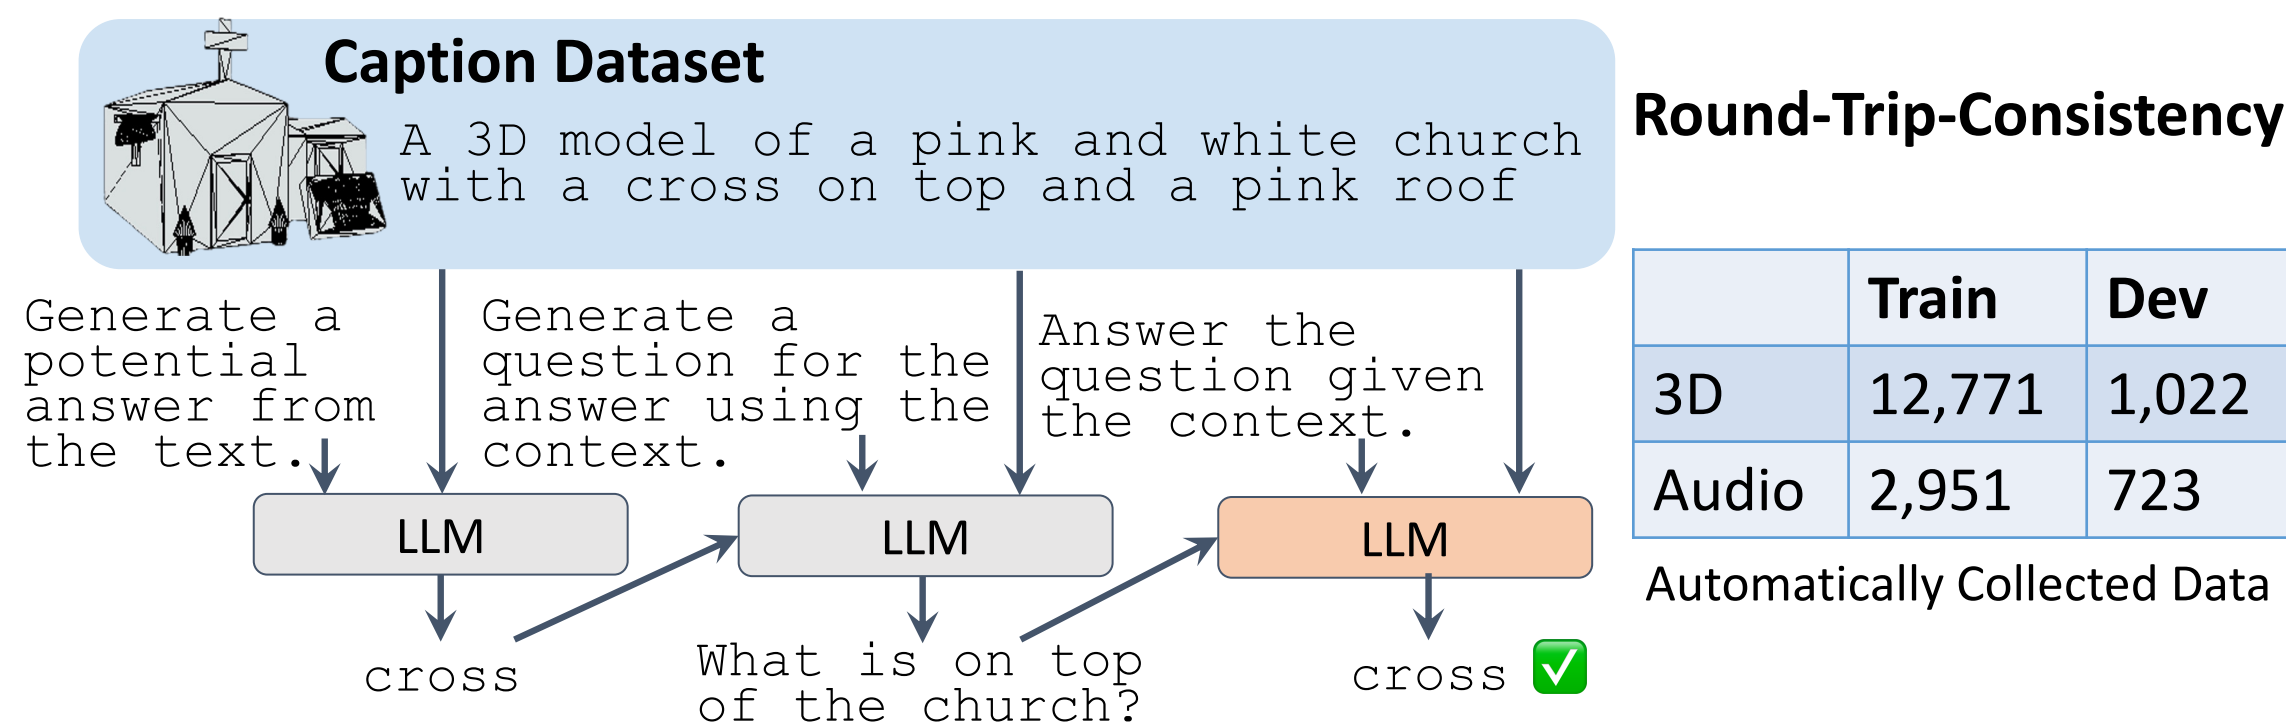 Caption Dataset
A 3D model of a pink and white church
with a cross on top and a pink roof
Generate a
potential
answer from
the text.
Generate a
question for the
answer using the
context.
Answer the
question given
the context.
LLM
LLM
LLM
cross
What is on top
of the church?
cross ✅
Round-Trip-Consistency
Train Dev
3D 12,771 1,022
Audio 2,951 723
Automatically Collected Data